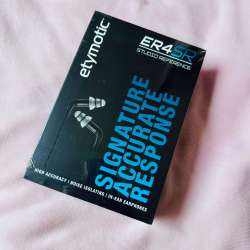 etymotic
ER4SR
STUDIO REFERENCE
SIGNATURE
ACCURATE
RESPONSE
HIGH ACCURACY | NOISE ISOLATING | IN-EAR EARPHONES